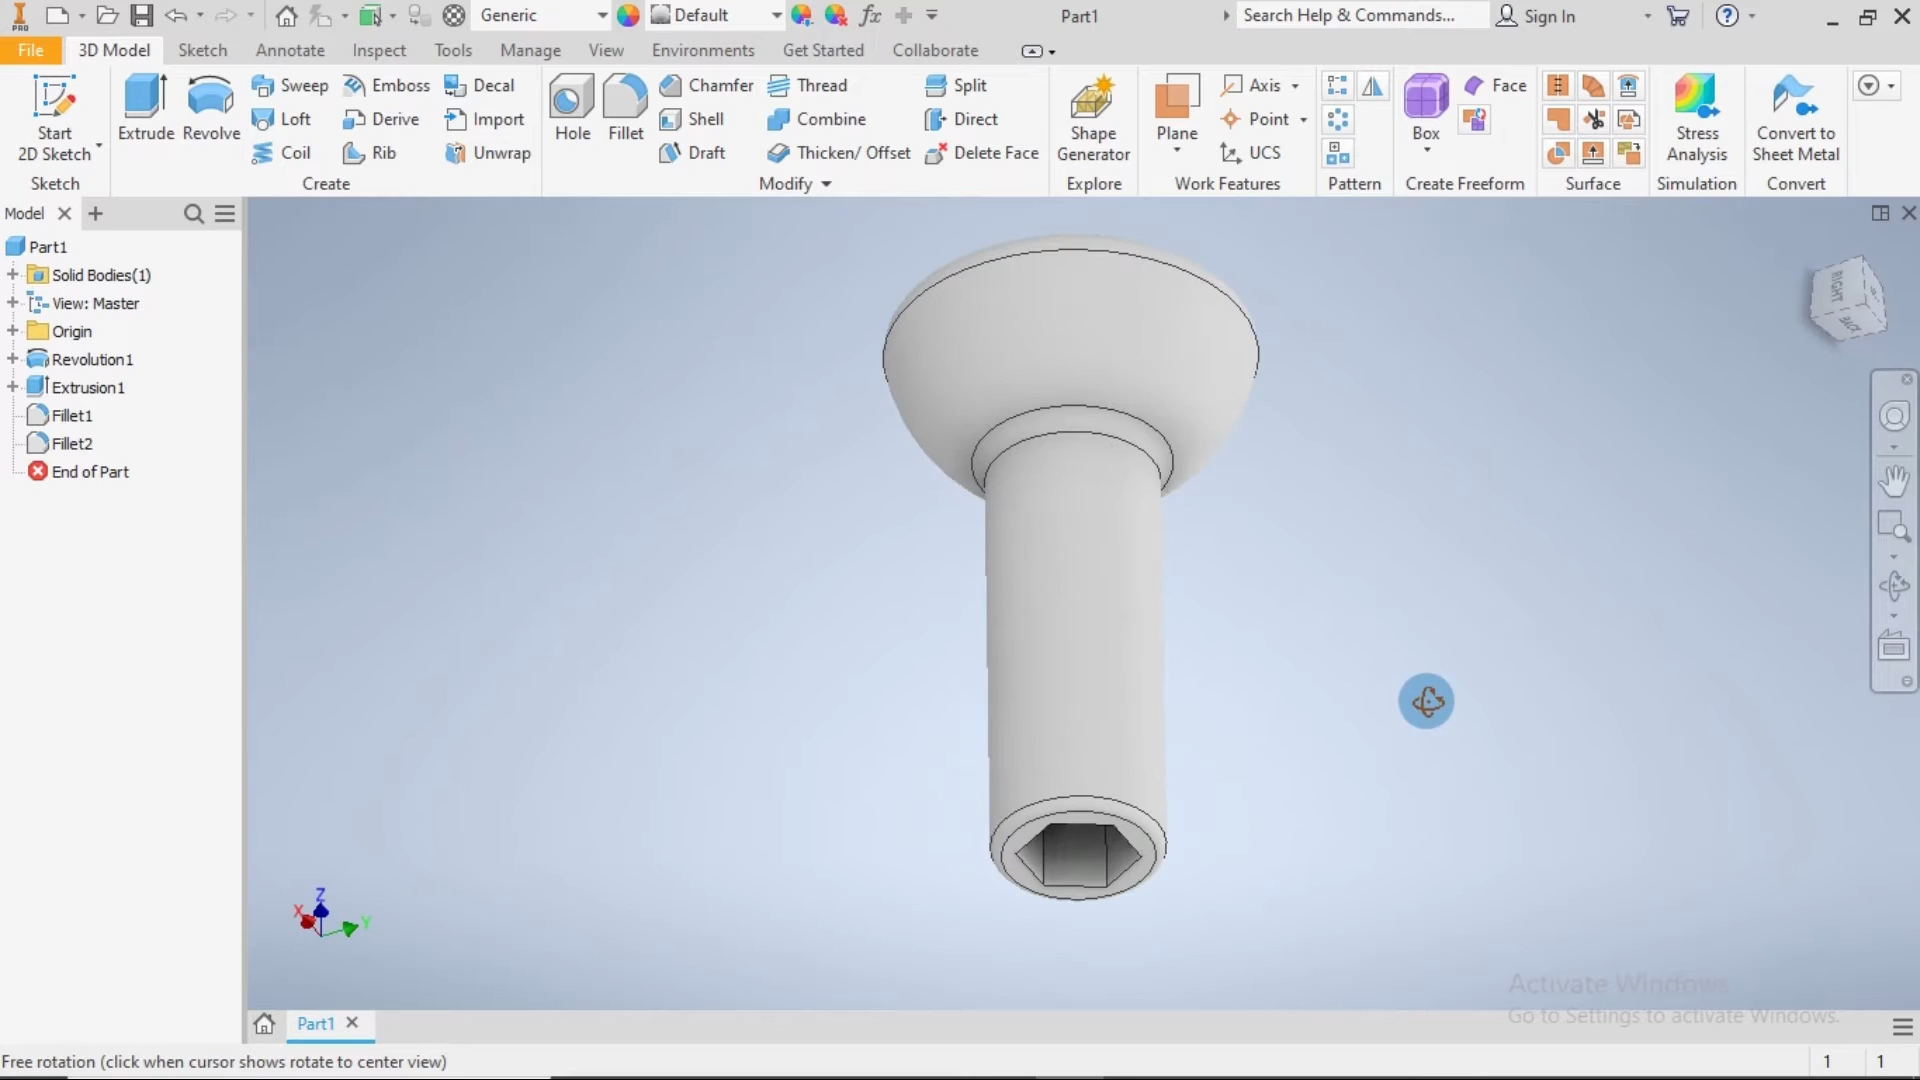 PRO
Generic
Default
fx
Part1
Search Help & Commands...
Sign In
File
3D Model
Sketch
Annotate
Inspect
Tools
Manage
View
Environments
Get Started
Collaborate
Start
2D Sketch
Sketch
Extrude
Revolve
Sweep
Loft
Coil
Emboss
Derive
Rib
Decal
Import
Unwrap
Create
Hole
Fillet
Chamfer
Shell
Draft
Thread
Combine
Thicken/ Offset
Split
Direct
Delete Face
Modify
Shape
Generator
Explore
Plane
Axis
Point
UCS
Work Features
Pattern
Box
Face
Create Freeform
Surface
Stress
Analysis
Simulation
Convert to
Sheet Metal
Convert
Model
Part1
Solid Bodies(1)
View: Master
Origin
Revolution1
Extrusion1
Fillet1
Fillet2
End of Part
RIGHT
BACK
Z
X
Y
Activate Windows
Go to Settings to activate Windows.
Part1
Free rotation (click when cursor shows rotate to center view)
1
1